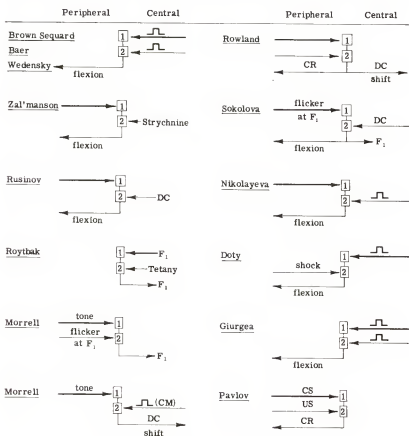 Peripheral Central
Brown Sequard 1
Baer 2
Wedensky
flexion
Zal'manson 1
2 Strychnine
flexion
Rusinov 1
2 DC
flexion
Roytbak 1 F₁
2 Tetany
F₁
Morrell tone 1
flicker 2
at F₁
F₁
Morrell tone 1
2 (CM)
DC
shift
Peripheral Central
Rowland 1
2
CR DC
shift
Sokolova flicker 1
at F₁
2 DC
flexion F₁
Nikolayeva 1
2
flexion
Doty 1
shock 2
flexion
Giurgea 1
2
flexion
Pavlov CS 1
US 2
CR